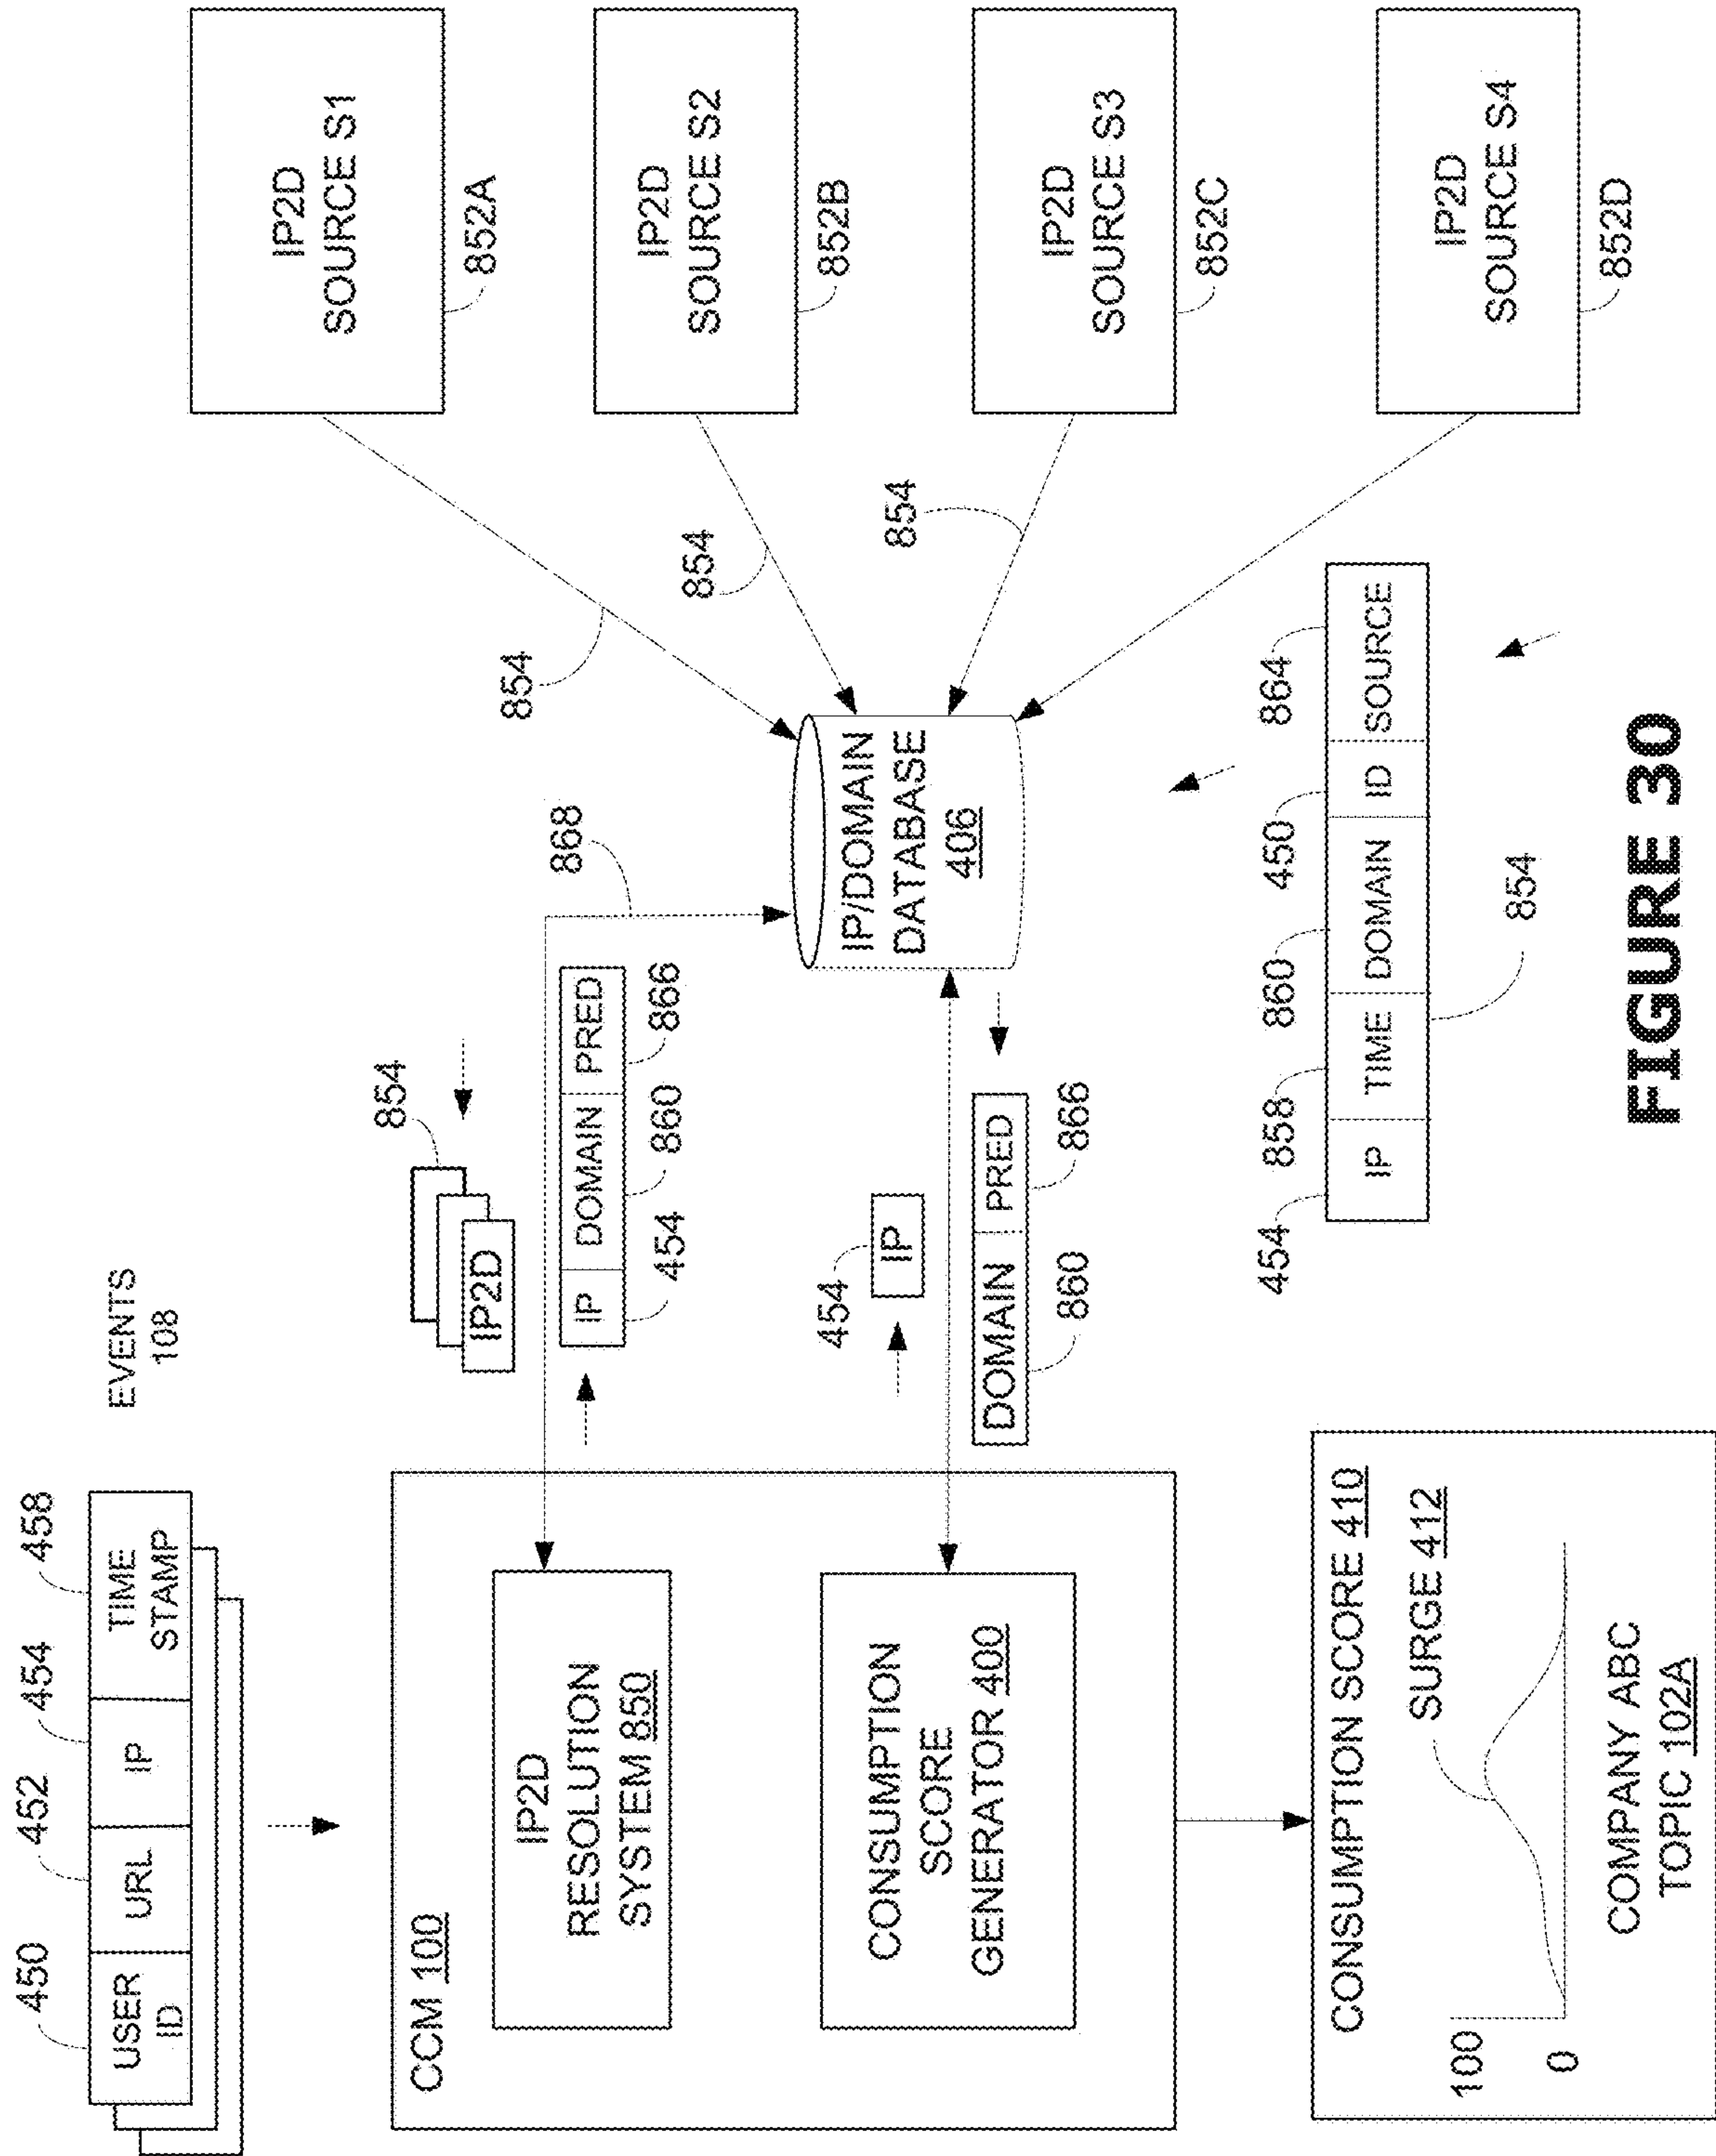 EVENTS
108
450
452
454
458
USER
ID
URL
IP
TIME
STAMP
CCM 100
IP2D
RESOLUTION
SYSTEM 850
CONSUMPTION
SCORE
GENERATOR 400
CONSUMPTION SCORE 410
SURGE 412
100
0
COMPANY ABC
TOPIC 102A
854
IP2D
868
IP
DOMAIN
PRED
454
860
866
454
IP
DOMAIN
PRED
860
866
IP/DOMAIN
DATABASE
406
854
854
854
IP2D
SOURCE S1
852A
IP2D
SOURCE S2
852B
IP2D
SOURCE S3
852C
IP2D
SOURCE S4
852D
454
858
860
450
864
IP
TIME
DOMAIN
ID
SOURCE
854
FIGURE 30